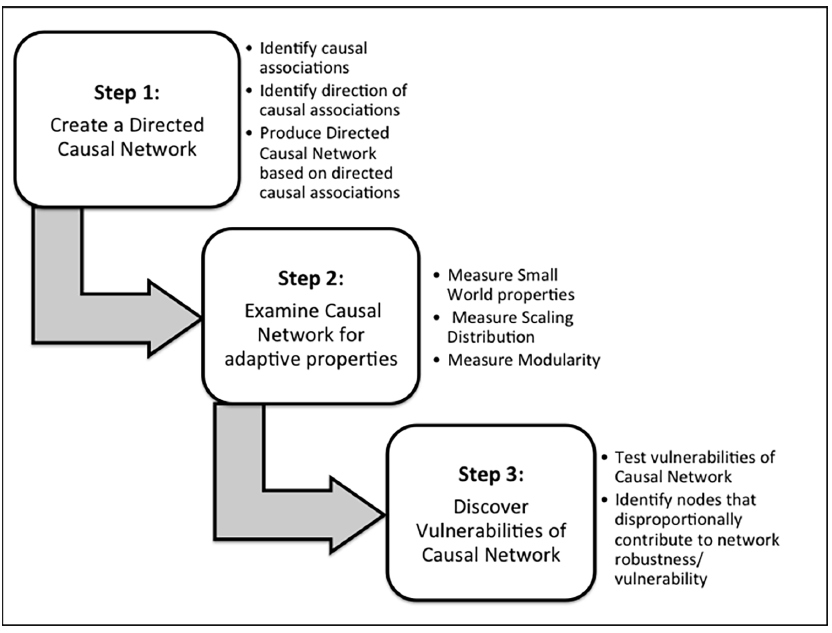 Step 1:
Create a Directed
Causal Network
• Identify causal
associations
• Identify direction of
causal associations
• Produce Directed
Causal Network
based on directed
causal associations
Step 2:
Examine Causal
Network for
adaptive properties
• Measure Small
World properties
• Measure Scaling
Distribution
• Measure Modularity
Step 3:
Discover
Vulnerabilities of
Causal Network
• Test vulnerabilities of
Causal Network
• Identify nodes that
disproportionally
contribute to network
robustness/
vulnerability